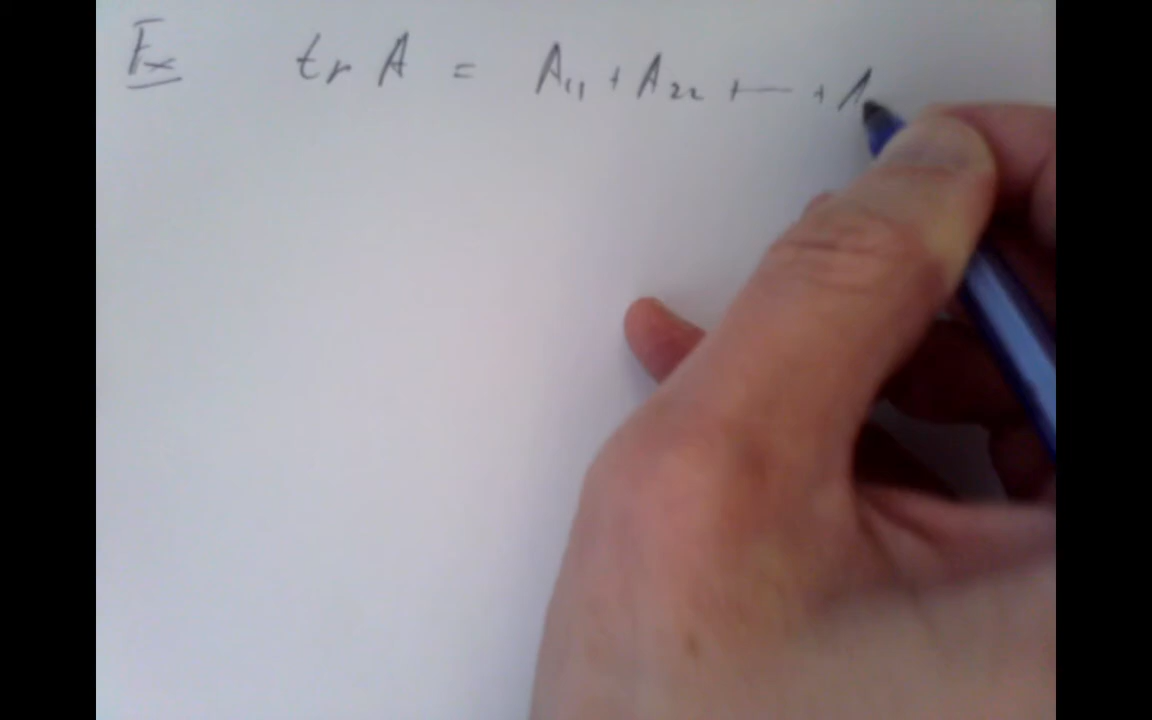 Ex tr A = A₁₁ + A₂₂ + — + A